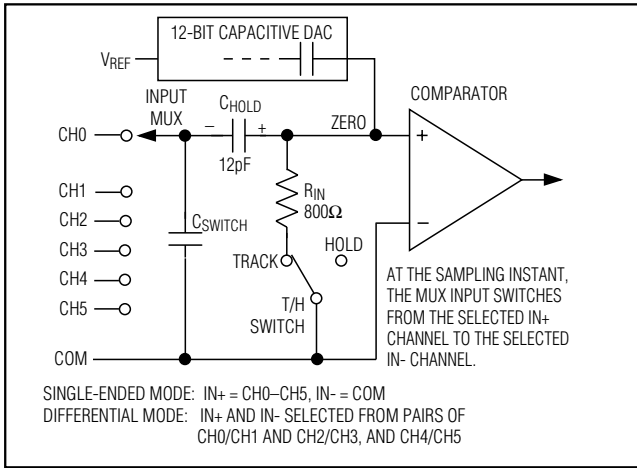 12-BIT CAPACITIVE DAC
VREF
COMPARATOR
INPUT
MUX
CHOLD
− +
ZERO
CH0
12pF
+
RIN
800Ω
CH1
CH2
CSWITCH
−
HOLD
CH3
TRACK
CH4
T/H
SWITCH
CH5
AT THE SAMPLING INSTANT,
THE MUX INPUT SWITCHES
FROM THE SELECTED IN+
CHANNEL TO THE SELECTED
IN- CHANNEL.
COM
SINGLE-ENDED MODE: IN+ = CH0–CH5, IN- = COM
DIFFERENTIAL MODE: IN+ AND IN- SELECTED FROM PAIRS OF
CH0/CH1 AND CH2/CH3, AND CH4/CH5